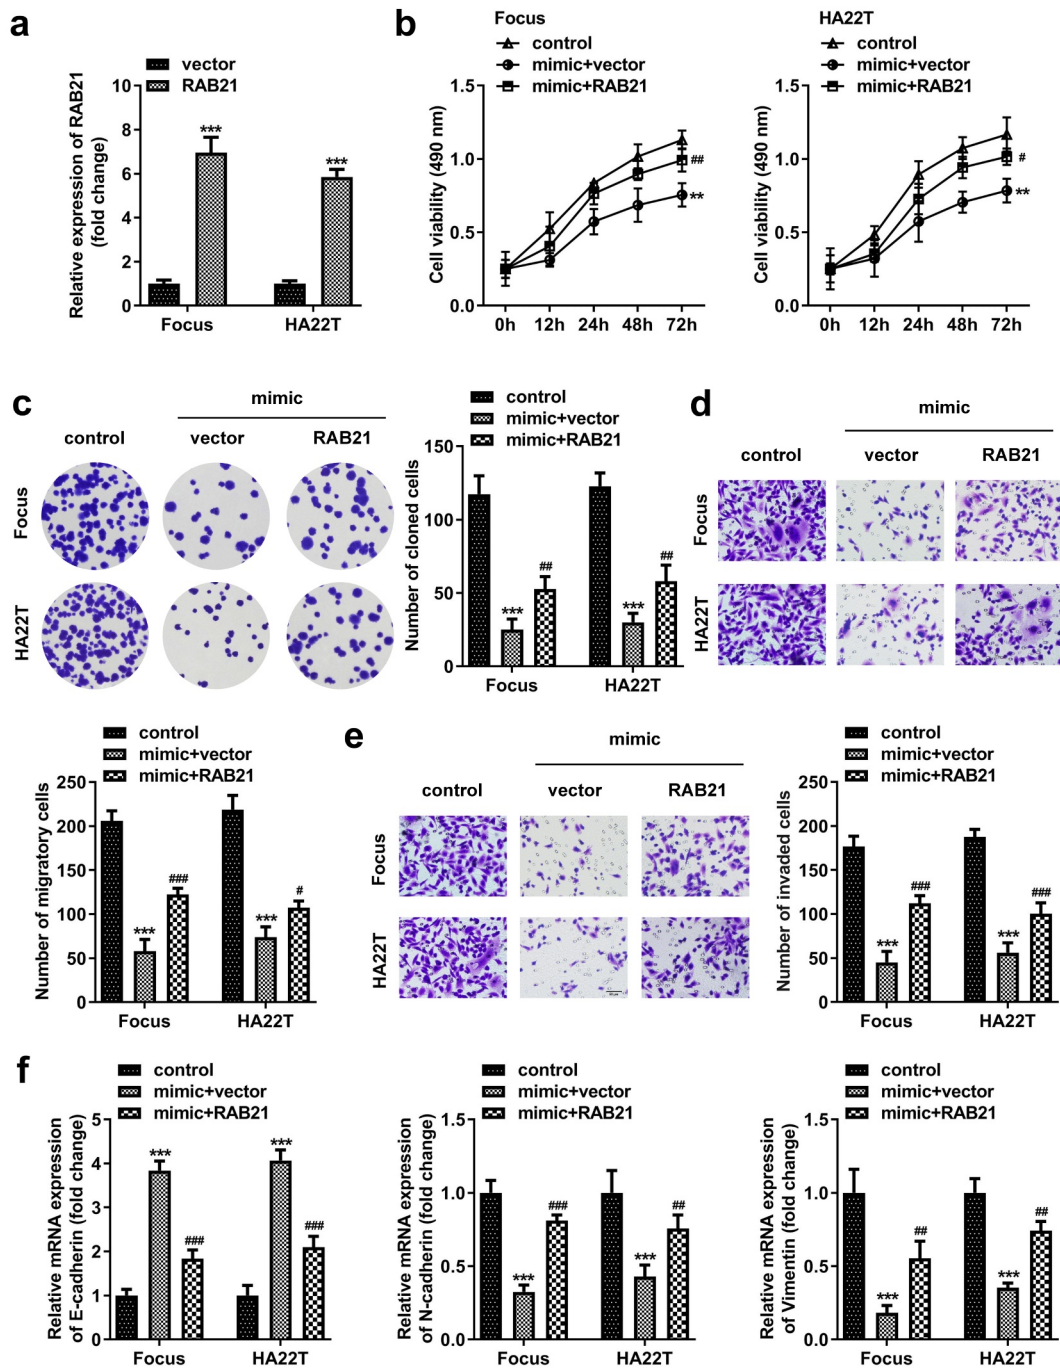 a
vector
RAB21
Relative expression of RAB21
(fold change)
10
8
6
4
2
0
***
***
Focus
HA22T
b
Focus
control
mimic+vector
mimic+RAB21
Cell viability (490 nm)
1.5
1.0
0.5
0.0
##
**
0h 12h 24h 48h 72h
HA22T
control
mimic+vector
mimic+RAB21
Cell viability (490 nm)
1.5
1.0
0.5
0.0
#
**
0h 12h 24h 48h 72h
c
mimic
control
vector
RAB21
Focus
HA22T
control
mimic+vector
mimic+RAB21
Number of cloned cells
150
100
50
0
***
##
***
##
Focus
HA22T
d
mimic
control
vector
RAB21
Focus
HA22T
control
mimic+vector
mimic+RAB21
Number of migratory cells
250
200
150
100
50
0
***
###
***
#
Focus
HA22T
e
mimic
control
vector
RAB21
Focus
HA22T
control
mimic+vector
mimic+RAB21
Number of invaded cells
250
200
150
100
50
0
***
###
***
###
Focus
HA22T
f
control
mimic+vector
mimic+RAB21
Relative mRNA expression
of E-cadherin (fold change)
5
4
3
2
1
0
***
###
***
###
Focus
HA22T
control
mimic+vector
mimic+RAB21
Relative mRNA expression
of N-cadherin (fold change)
1.5
1.0
0.5
0.0
***
###
***
##
Focus
HA22T
control
mimic+vector
mimic+RAB21
Relative mRNA expression
of Vimentin (fold change)
1.5
1.0
0.5
0.0
***
##
***
##
Focus
HA22T